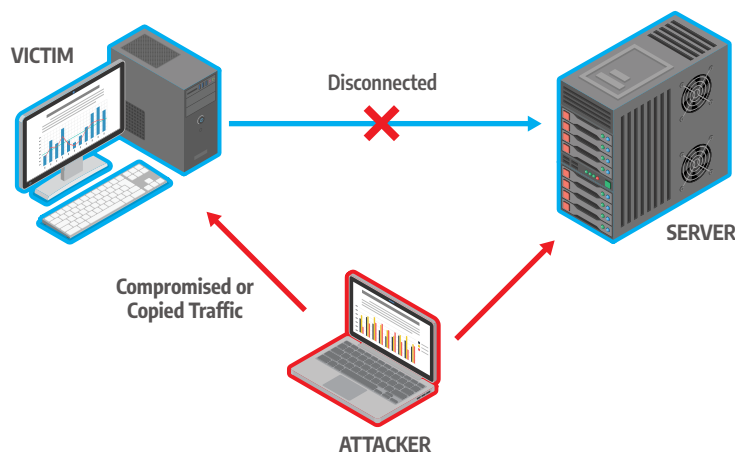 VICTIM
Disconnected
SERVER
Compromised or
Copied Traffic
ATTACKER